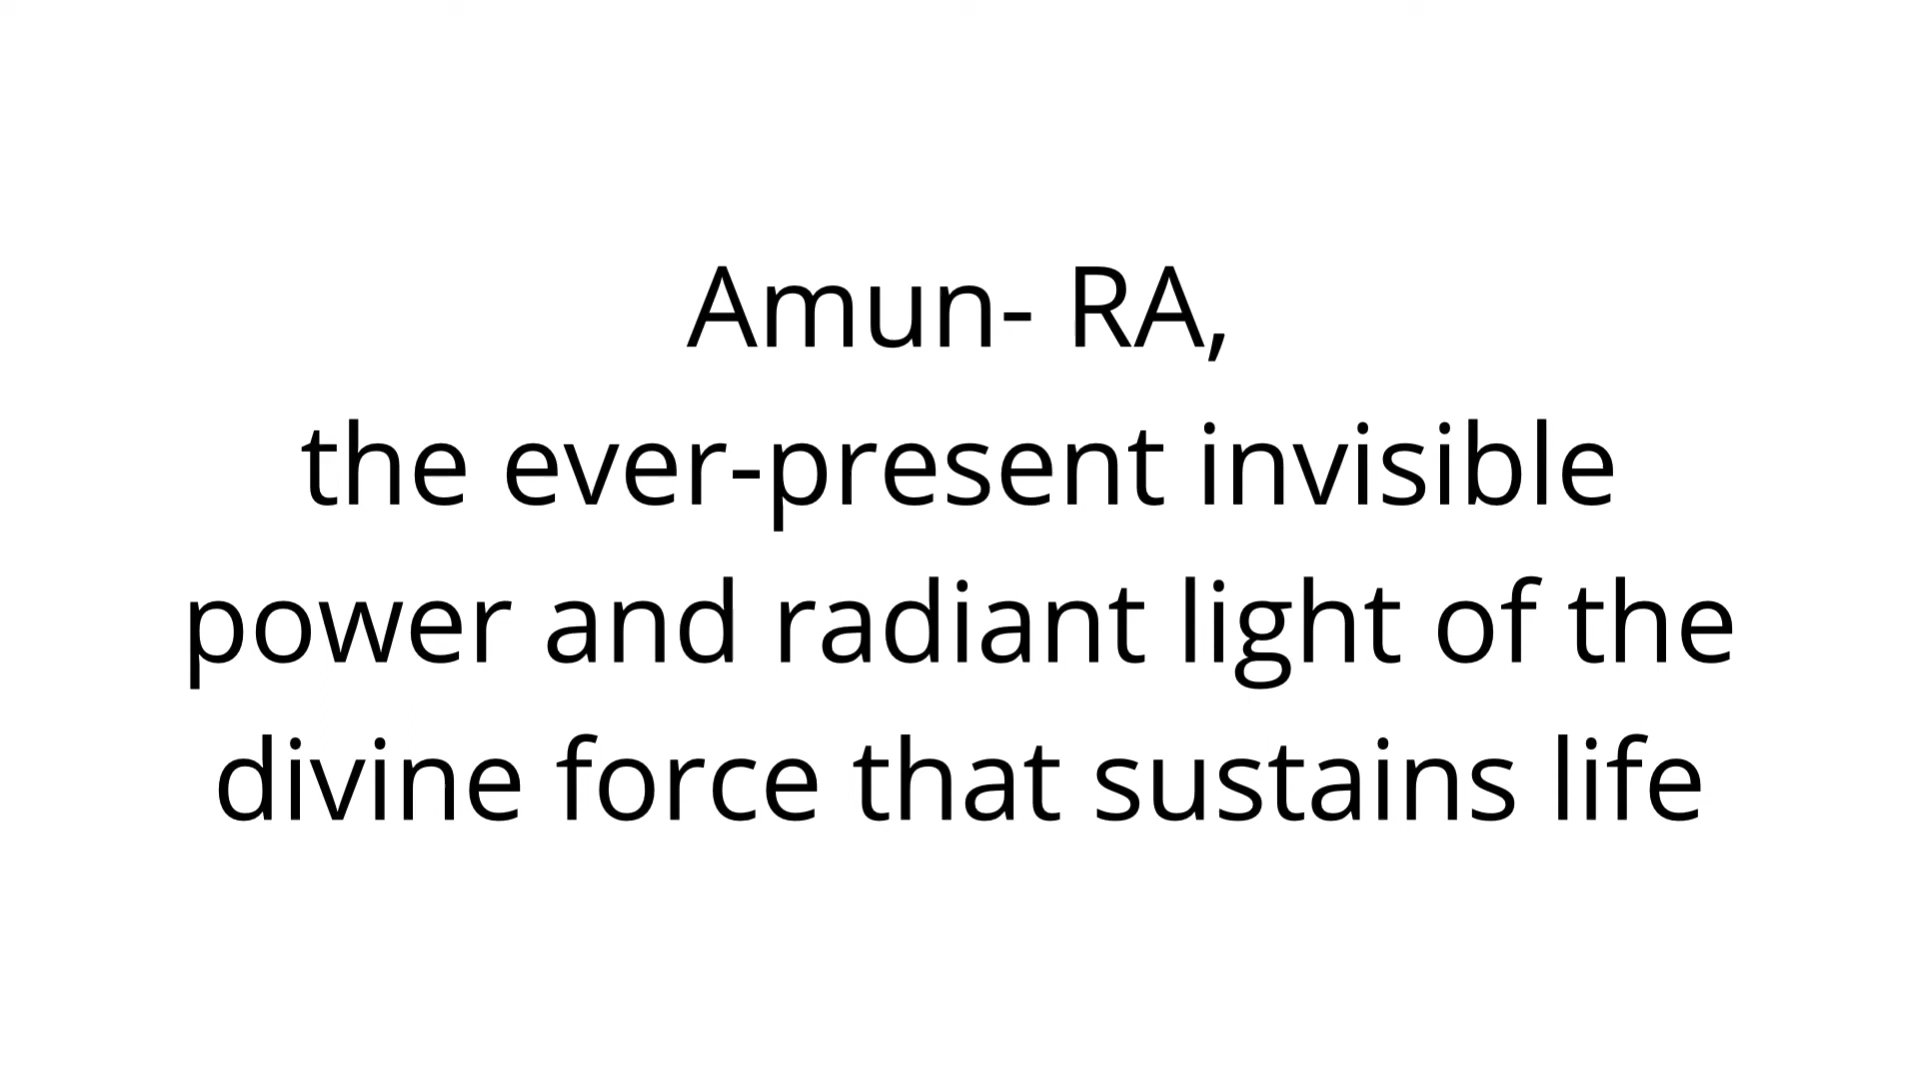 Amun- RA,
the ever-present invisible
power and radiant light of the
divine force that sustains life